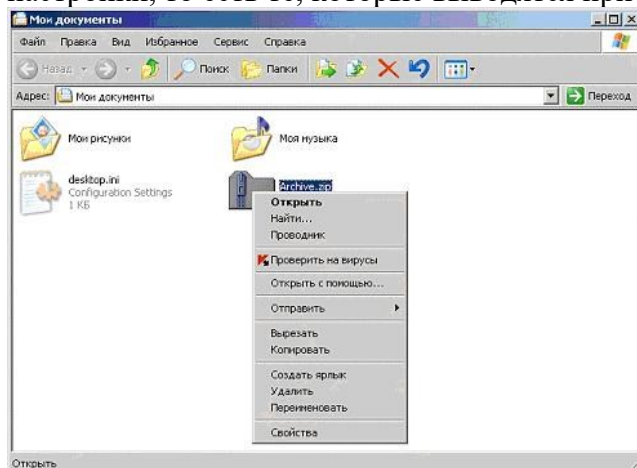 настройки, то есть те, которые выводятся при
Мои документы
Файл Правка Вид Избранное Сервис Справка
Назад Поиск Папки
Адрес: Мои документы Переход
Мои рисунки Моя музыка
desktop.ini
Configuration Settings
1 КБ
Archive.zip
Открыть
Найти...
Проводник
Проверить на вирусы
Открыть с помощью...
Отправить
Вырезать
Копировать
Создать ярлык
Удалить
Переименовать
Свойства
Открыть